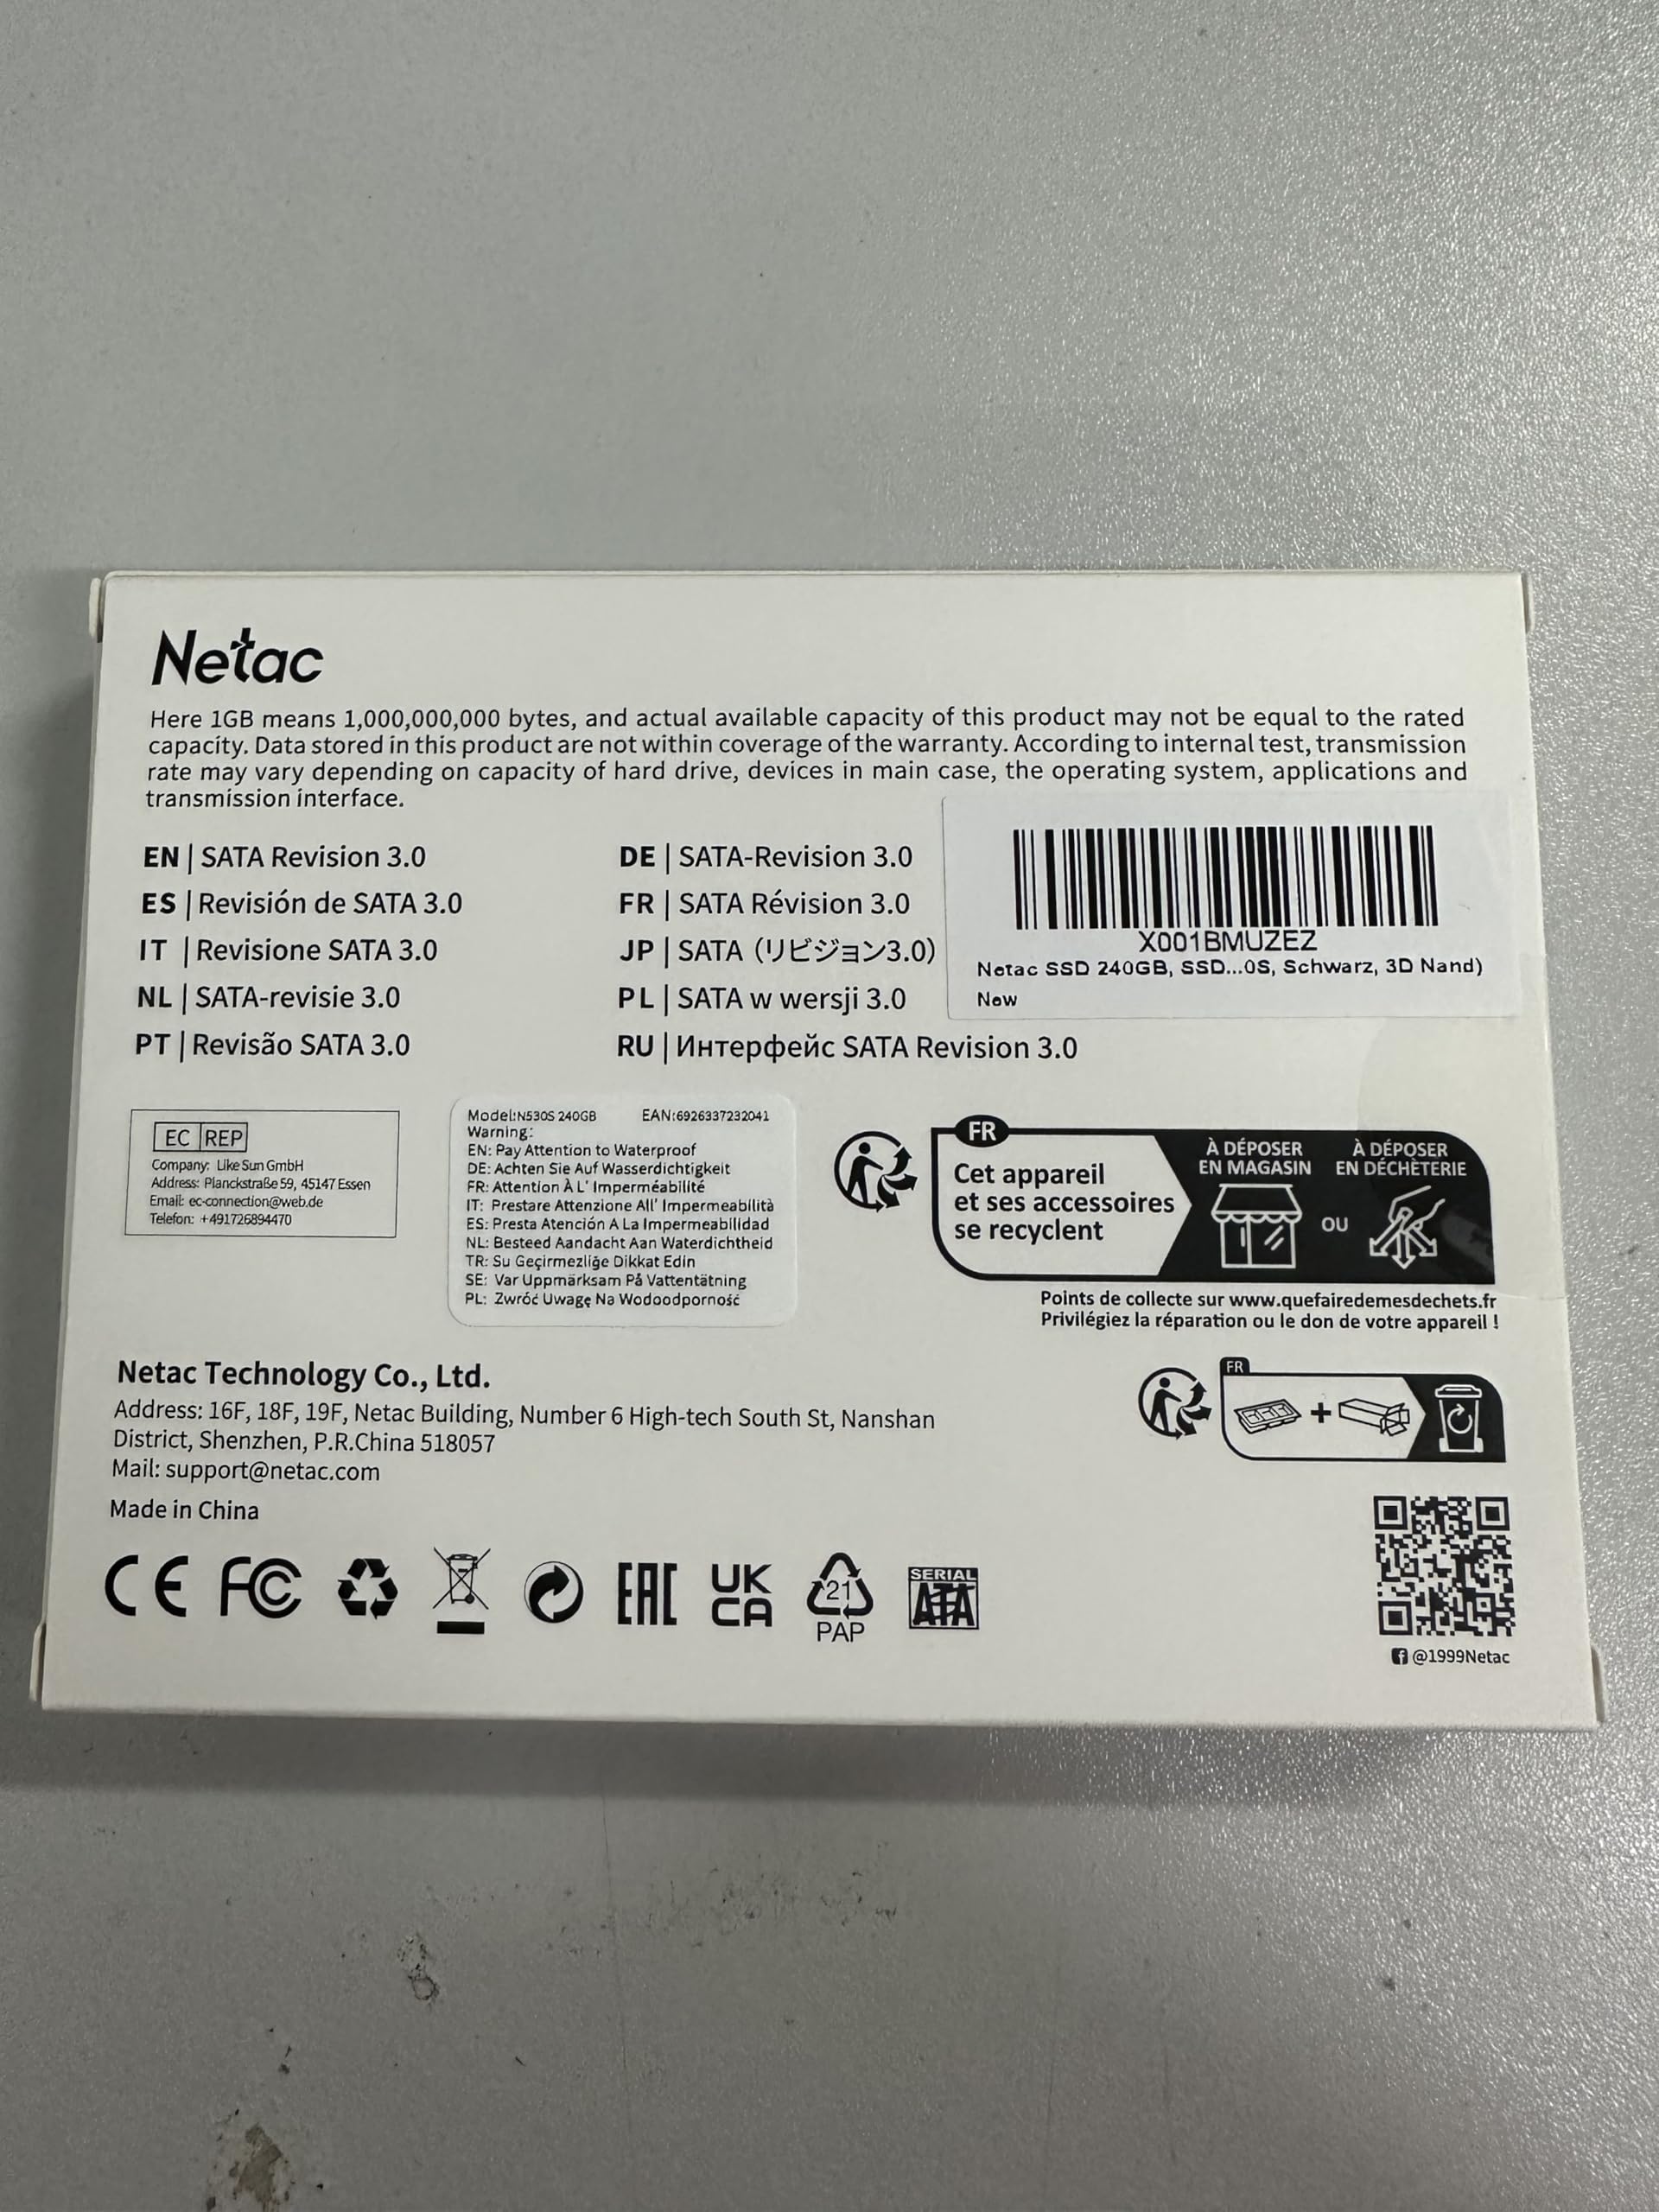 Netac
Here 1GB means 1,000,000,000 bytes, and actual available capacity of this product may not be equal to the rated
capacity. Data stored in this product are not within coverage of the warranty. According to internal test, transmission
rate may vary depending on capacity of hard drive, devices in main case, the operating system, applications and
transmission interface.
EN | SATA Revision 3.0
DE | SATA-Revision 3.0
ES | Revisión de SATA 3.0
FR | SATA Révision 3.0
IT | Revisione SATA 3.0
JP | SATA (リビジョン3.0)
NL | SATA-revisie 3.0
PL | SATA w wersji 3.0
PT | Revisão SATA 3.0
RU | Интерфейс SATA Revision 3.0
X001BMUZEZ
Netac SSD 240GB, SSD...0S, Schwarz, 3D Nand)
New
EC REP
Company: Like Sun GmbH
Address: Planckstraße 59, 45147 Essen
Email: ec-connection@web.de
Telefon: +491726894470
Model:N530S 240GB EAN:6926337232041
Warning:
EN: Pay Attention to Waterproof
DE: Achten Sie Auf Wasserdichtigkeit
FR: Attention À L' Imperméabilité
IT: Prestare Attenzione All' Impermeabilità
ES: Presta Atención A La Impermeabilidad
NL: Besteed Aandacht Aan Waterdichtheid
TR: Su Geçirmezliğe Dikkat Edin
SE: Var Uppmärksam På Vattentätning
PL: Zwróć Uwagę Na Wodoodporność
FR
Cet appareil
et ses accessoires
se recyclent
À DÉPOSER
EN MAGASIN
OU
À DÉPOSER
EN DÉCHÈTERIE
Points de collecte sur www.quefairedemesdechets.fr
Privilégiez la réparation ou le don de votre appareil !
Netac Technology Co., Ltd.
Address: 16F, 18F, 19F, Netac Building, Number 6 High-tech South St, Nanshan
District, Shenzhen, P.R.China 518057
Mail: support@netac.com
Made in China
FR
+
CE FC EAC UK
CA
21
PAP
SERIAL
ATA
@1999Netac